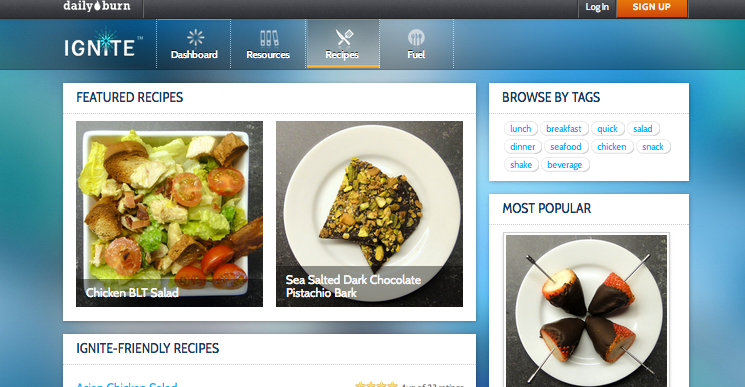 daily burn
Log In
SIGN UP
IGNITE™
Dashboard
Resources
Recipes
Fuel
FEATURED RECIPES
Chicken BLT Salad
Sea Salted Dark Chocolate
Pistachio Bark
BROWSE BY TAGS
lunch breakfast quick salad
dinner seafood chicken snack
shake beverage
MOST POPULAR
IGNITE-FRIENDLY RECIPES
Asian Chicken Salad